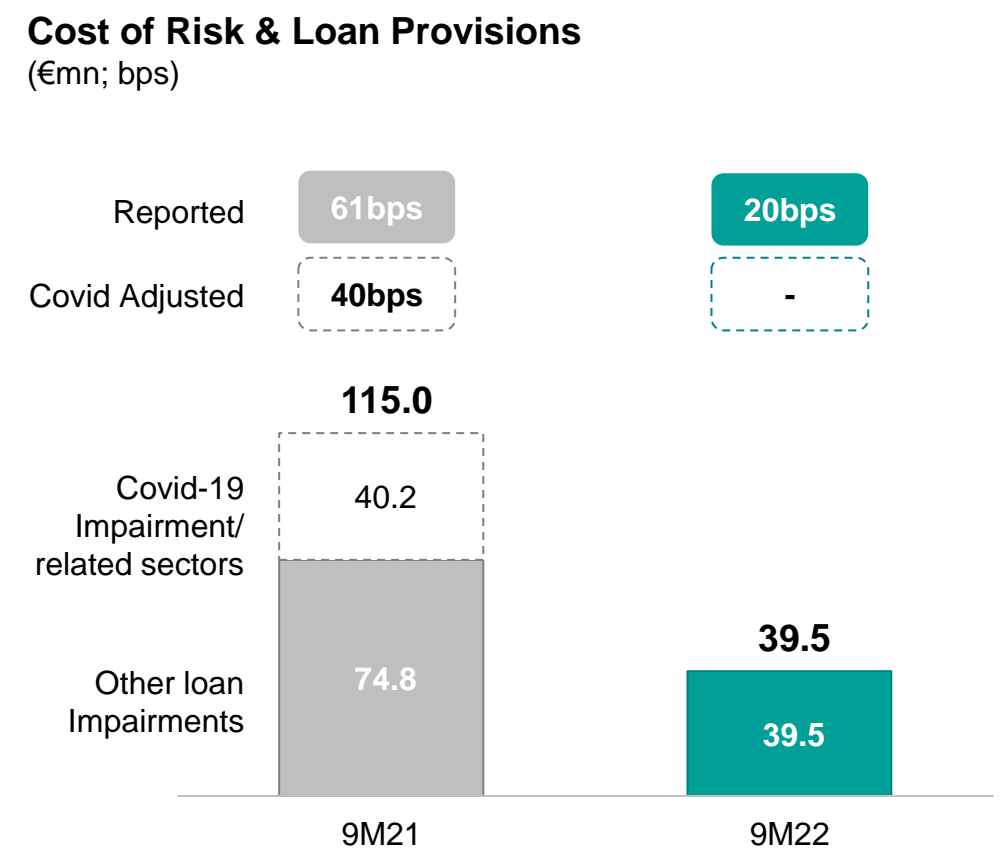 Cost of Risk & Loan Provisions
(€mn; bps)
Reported
61bps
20bps
Covid Adjusted
40bps
-
115.0
Covid-19
Impairment/
related sectors
40.2
39.5
Other loan
Impairments
74.8
39.5
9M21
9M22